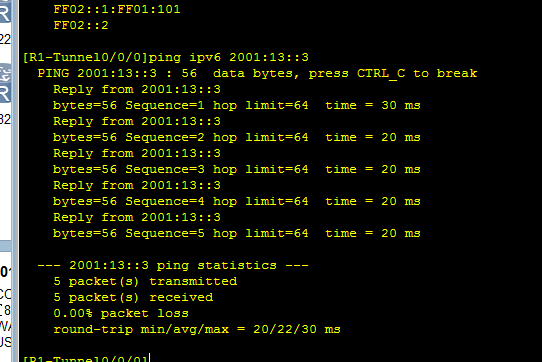 FF02::1:FF01:101
FF02::2
[R1-Tunnel0/0/0]ping ipv6 2001:13::3
PING 2001:13::3 : 56  data bytes, press CTRL_C to break
Reply from 2001:13::3
bytes=56 Sequence=1 hop limit=64  time = 30 ms
Reply from 2001:13::3
bytes=56 Sequence=2 hop limit=64  time = 20 ms
Reply from 2001:13::3
bytes=56 Sequence=3 hop limit=64  time = 20 ms
Reply from 2001:13::3
bytes=56 Sequence=4 hop limit=64  time = 20 ms
Reply from 2001:13::3
bytes=56 Sequence=5 hop limit=64  time = 20 ms
--- 2001:13::3 ping statistics ---
5 packet(s) transmitted
5 packet(s) received
0.00% packet loss
round-trip min/avg/max = 20/22/30 ms
[R1-Tunnel0/0/0]